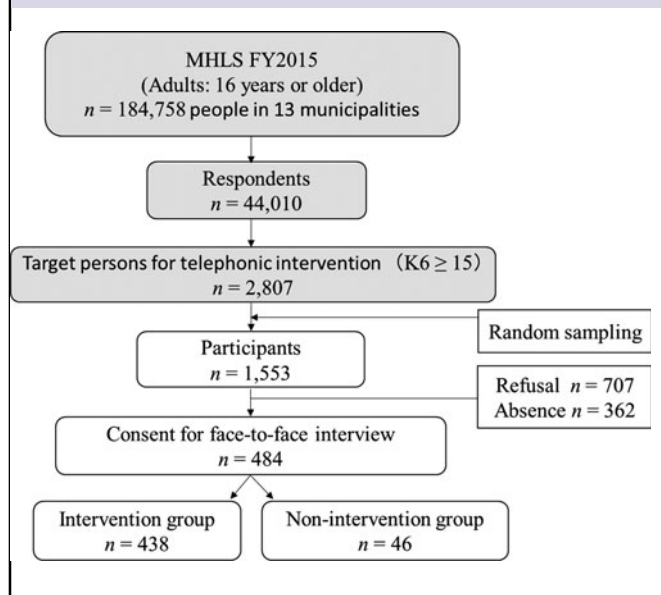 MHLS FY2015
(Adults: 16 years or older)
n = 184,758 people in 13 municipalities
Respondents
n = 44,010
Target persons for telephonic intervention （K6 ≥ 15）
n = 2,807
Random sampling
Participants
n = 1,553
Refusal n = 707
Absence n = 362
Consent for face-to-face interview
n = 484
Intervention group
n = 438
Non-intervention group
n = 46